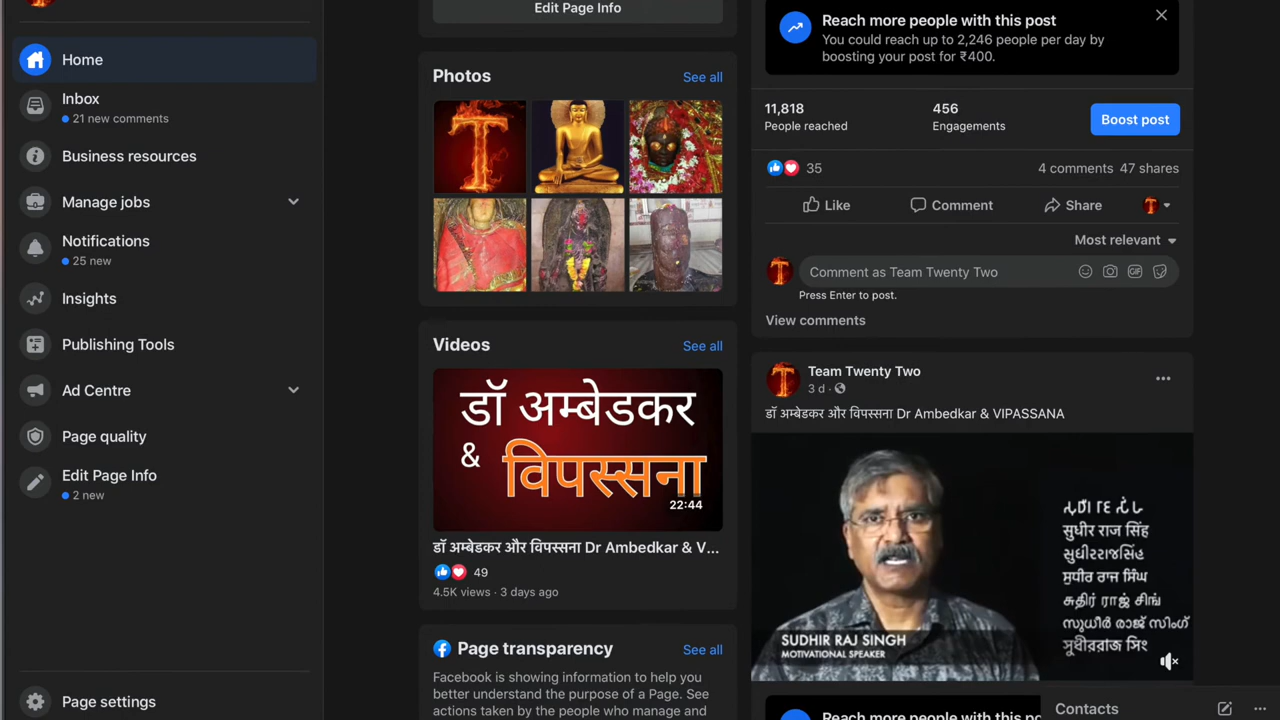 Home
Inbox
21 new comments
Business resources
Manage jobs
Notifications
25 new
Insights
Publishing Tools
Ad Centre
Page quality
Edit Page Info
2 new
Page settings
Edit Page Info
Photos
See all
T
Videos
See all
डॉ अम्बेडकर
&
विपस्सना
22:44
डॉ अम्बेडकर और विपस्सना Dr Ambedkar & V...
49
4.5K views · 3 days ago
Page transparency
See all
Facebook is showing information to help you
better understand the purpose of a Page. See
actions taken by the people who manage and
Reach more people with this post
You could reach up to 2,246 people per day by
boosting your post for ₹400.
11,818
People reached
456
Engagements
Boost post
35
4 comments 47 shares
Like
Comment
Share
Most relevant
Comment as Team Twenty Two
GIF
Press Enter to post.
View comments
Team Twenty Two
3 d ·
डॉ अम्बेडकर और विपस्सना Dr Ambedkar & VIPASSANA
सुधीर राज सिंह
સુધીરરાજસિંહ
ਸੁਧੀਰ ਰਾਜ ਸਿੰਘ
சுதிர் ராஜ் சிங்
സുധീർ രാജ് സിംഗ്
SUDHIR RAJ SINGH
MOTIVATIONAL SPEAKER
Reach more people with this po
Contacts